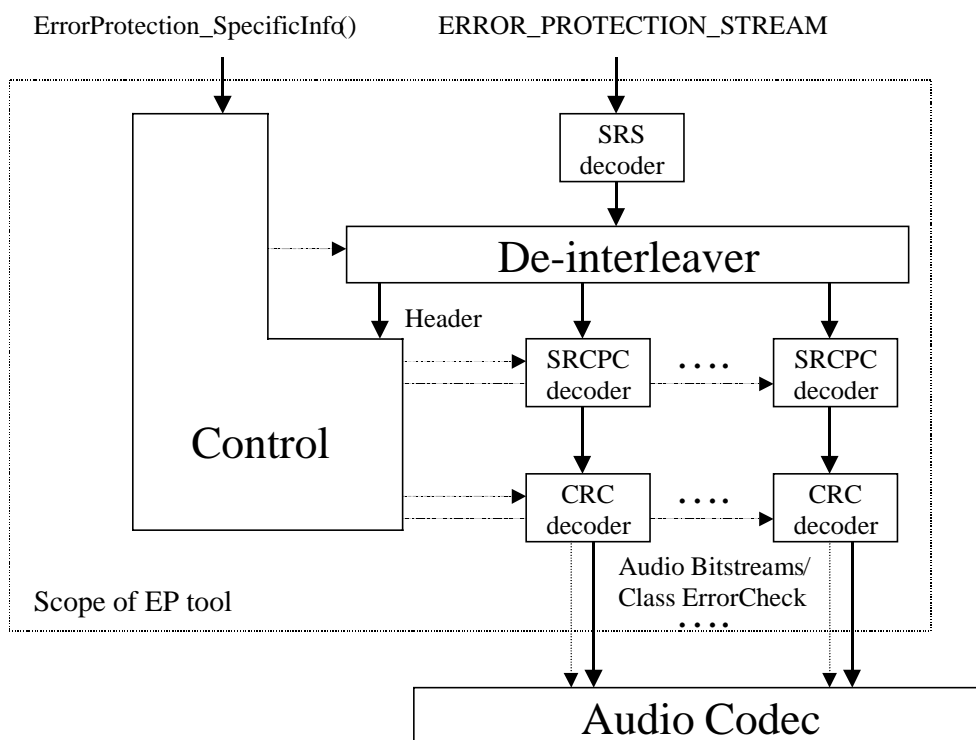 ErrorProtection_SpecificInfo()
ERROR_PROTECTION_STREAM
SRS
decoder
De-interleaver
Header
SRCPC
decoder
....
SRCPC
decoder
Control
CRC
decoder
....
CRC
decoder
Audio Bitstreams/
Class ErrorCheck
....
Scope of EP tool
Audio Codec